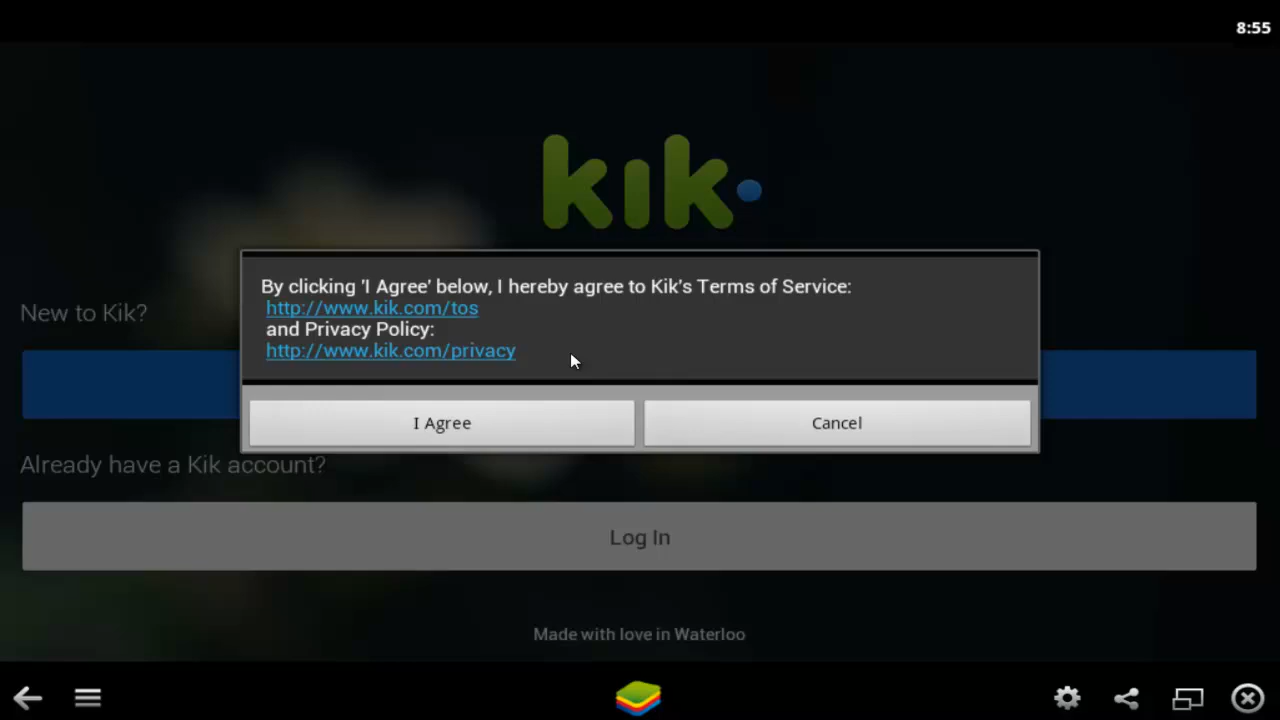 8:55
kik
By clicking 'I Agree' below, I hereby agree to Kik's Terms of Service:
http://www.kik.com/tos
and Privacy Policy:
http://www.kik.com/privacy
New to Kik?
I Agree
Cancel
Already have a Kik account?
Log In
Made with love in Waterloo